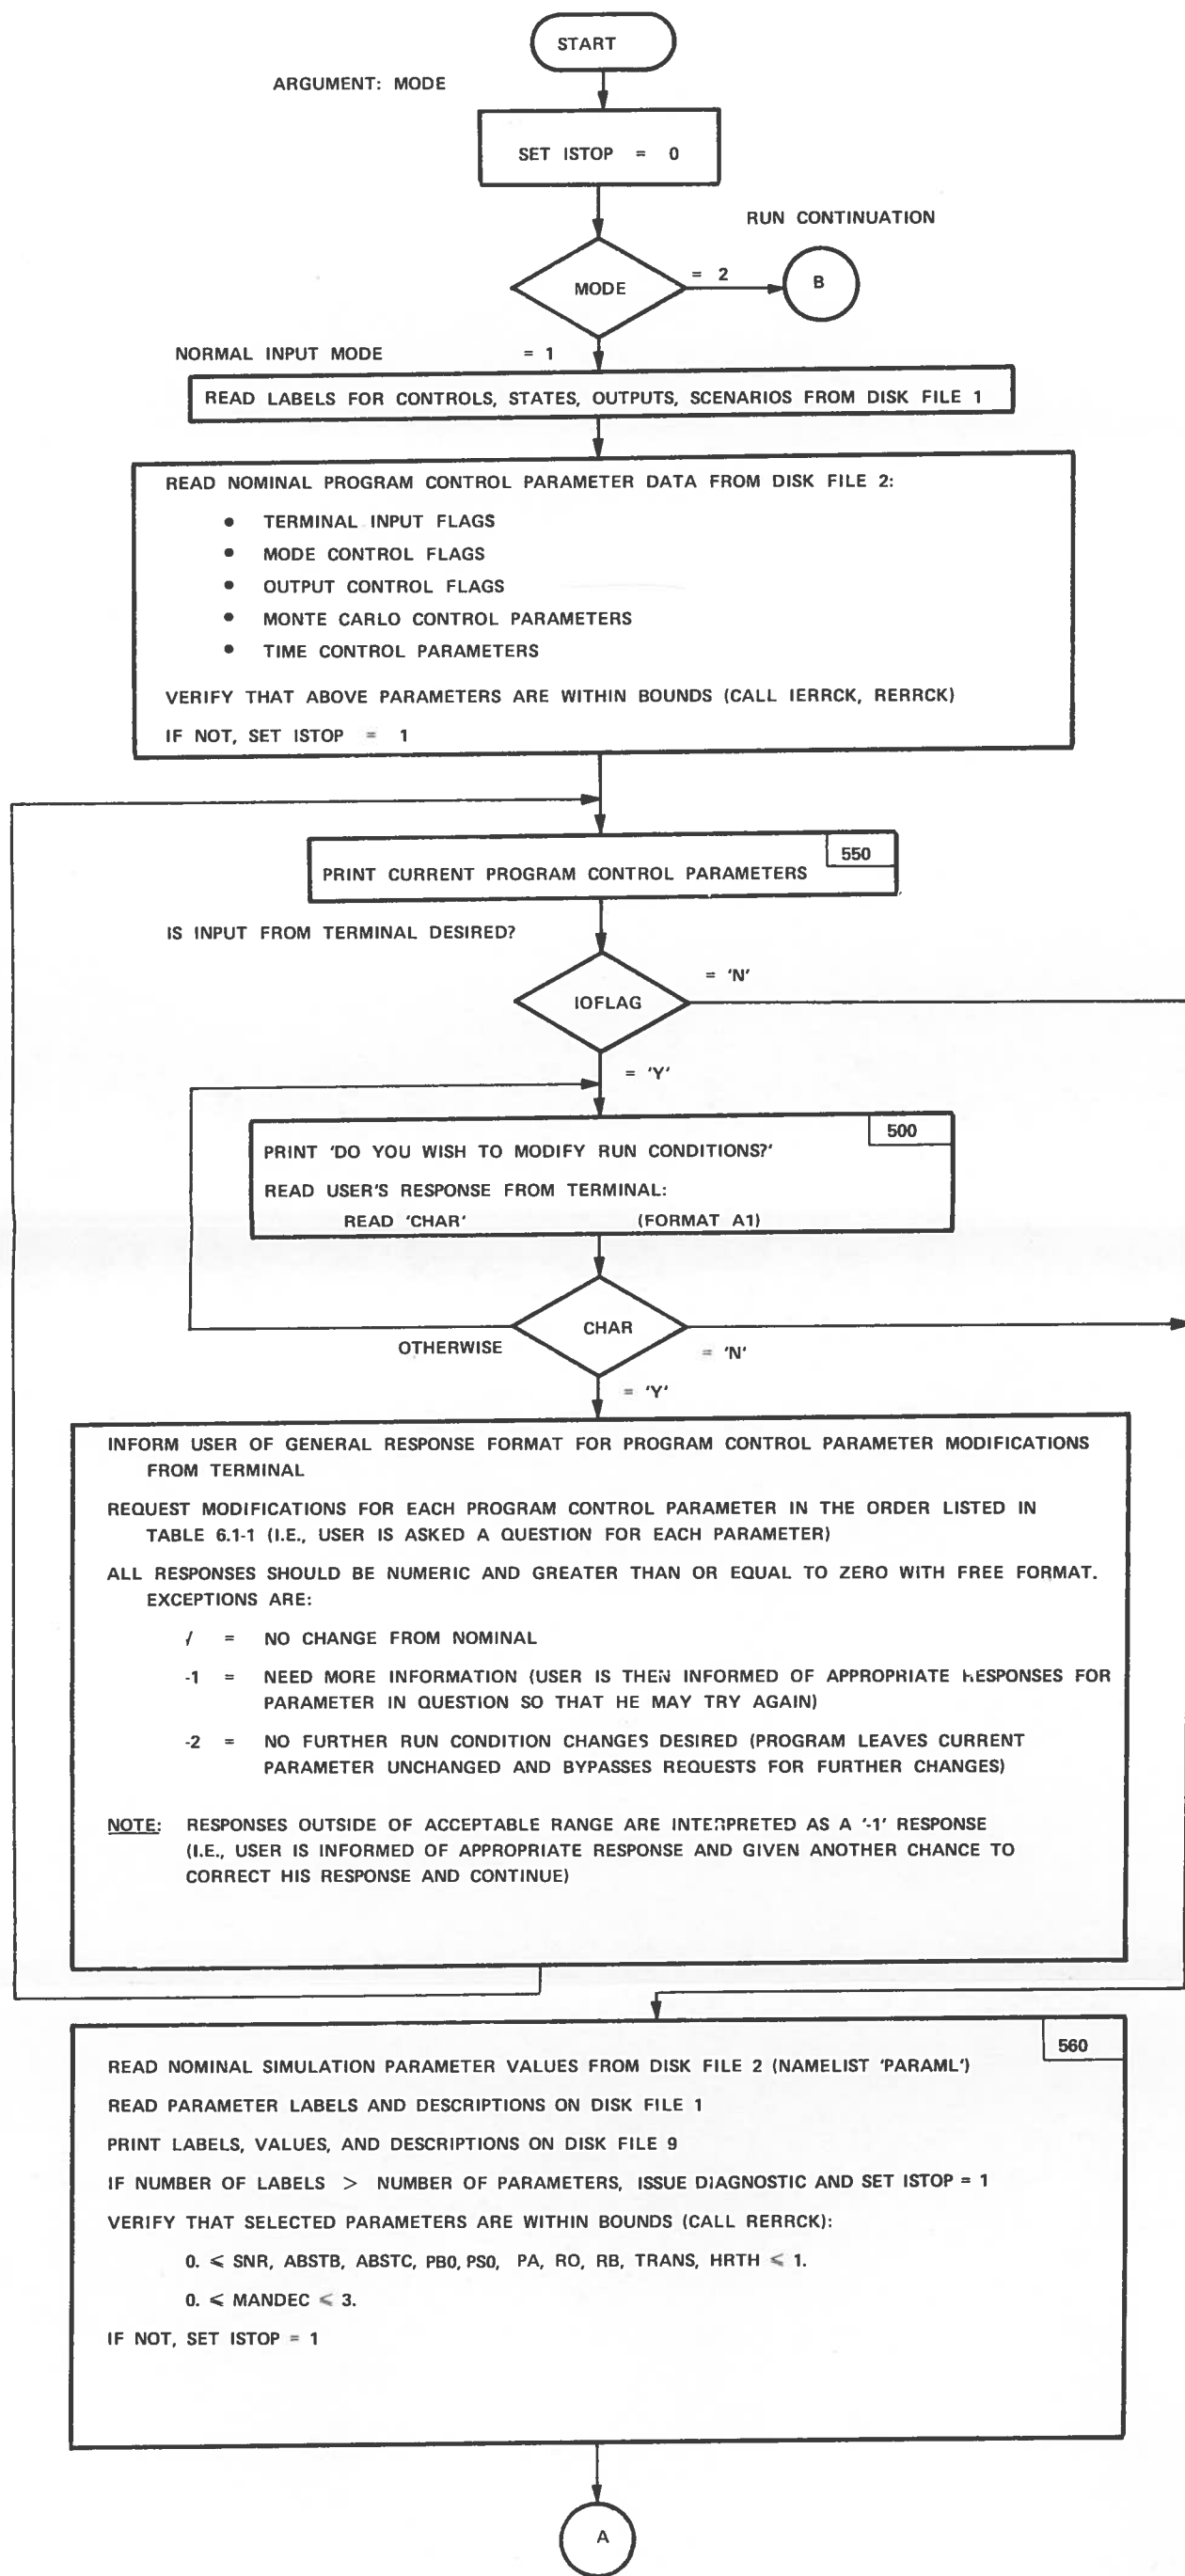 START
ARGUMENT: MODE
SET ISTOP = 0
RUN CONTINUATION
MODE
= 2
B
NORMAL INPUT MODE
= 1
READ LABELS FOR CONTROLS, STATES, OUTPUTS, SCENARIOS FROM DISK FILE 1
READ NOMINAL PROGRAM CONTROL PARAMETER DATA FROM DISK FILE 2:
• TERMINAL INPUT FLAGS
• MODE CONTROL FLAGS
• OUTPUT CONTROL FLAGS
• MONTE CARLO CONTROL PARAMETERS
• TIME CONTROL PARAMETERS
VERIFY THAT ABOVE PARAMETERS ARE WITHIN BOUNDS (CALL IERRCK, RERRCK)
IF NOT, SET ISTOP = 1
550
PRINT CURRENT PROGRAM CONTROL PARAMETERS
IS INPUT FROM TERMINAL DESIRED?
IOFLAG
= 'N'
= 'Y'
500
PRINT 'DO YOU WISH TO MODIFY RUN CONDITIONS?'
READ USER'S RESPONSE FROM TERMINAL:
READ 'CHAR' (FORMAT A1)
CHAR
OTHERWISE
= 'N'
= 'Y'
INFORM USER OF GENERAL RESPONSE FORMAT FOR PROGRAM CONTROL PARAMETER MODIFICATIONS
FROM TERMINAL
REQUEST MODIFICATIONS FOR EACH PROGRAM CONTROL PARAMETER IN THE ORDER LISTED IN
TABLE 6.1-1 (I.E., USER IS ASKED A QUESTION FOR EACH PARAMETER)
ALL RESPONSES SHOULD BE NUMERIC AND GREATER THAN OR EQUAL TO ZERO WITH FREE FORMAT.
EXCEPTIONS ARE:
/ = NO CHANGE FROM NOMINAL
-1 = NEED MORE INFORMATION (USER IS THEN INFORMED OF APPROPRIATE RESPONSES FOR
PARAMETER IN QUESTION SO THAT HE MAY TRY AGAIN)
-2 = NO FURTHER RUN CONDITION CHANGES DESIRED (PROGRAM LEAVES CURRENT
PARAMETER UNCHANGED AND BYPASSES REQUESTS FOR FURTHER CHANGES)
NOTE: RESPONSES OUTSIDE OF ACCEPTABLE RANGE ARE INTERPRETED AS A '-1' RESPONSE
(I.E., USER IS INFORMED OF APPROPRIATE RESPONSE AND GIVEN ANOTHER CHANCE TO
CORRECT HIS RESPONSE AND CONTINUE)
560
READ NOMINAL SIMULATION PARAMETER VALUES FROM DISK FILE 2 (NAMELIST 'PARAML')
READ PARAMETER LABELS AND DESCRIPTIONS ON DISK FILE 1
PRINT LABELS, VALUES, AND DESCRIPTIONS ON DISK FILE 9
IF NUMBER OF LABELS > NUMBER OF PARAMETERS, ISSUE DIAGNOSTIC AND SET ISTOP = 1
VERIFY THAT SELECTED PARAMETERS ARE WITHIN BOUNDS (CALL RERRCK):
0. ⩽ SNR, ABSTB, ABSTC, PB0, PS0, PA, RO, RB, TRANS, HRTH ⩽ 1.
0. ⩽ MANDEC ⩽ 3.
IF NOT, SET ISTOP = 1
A